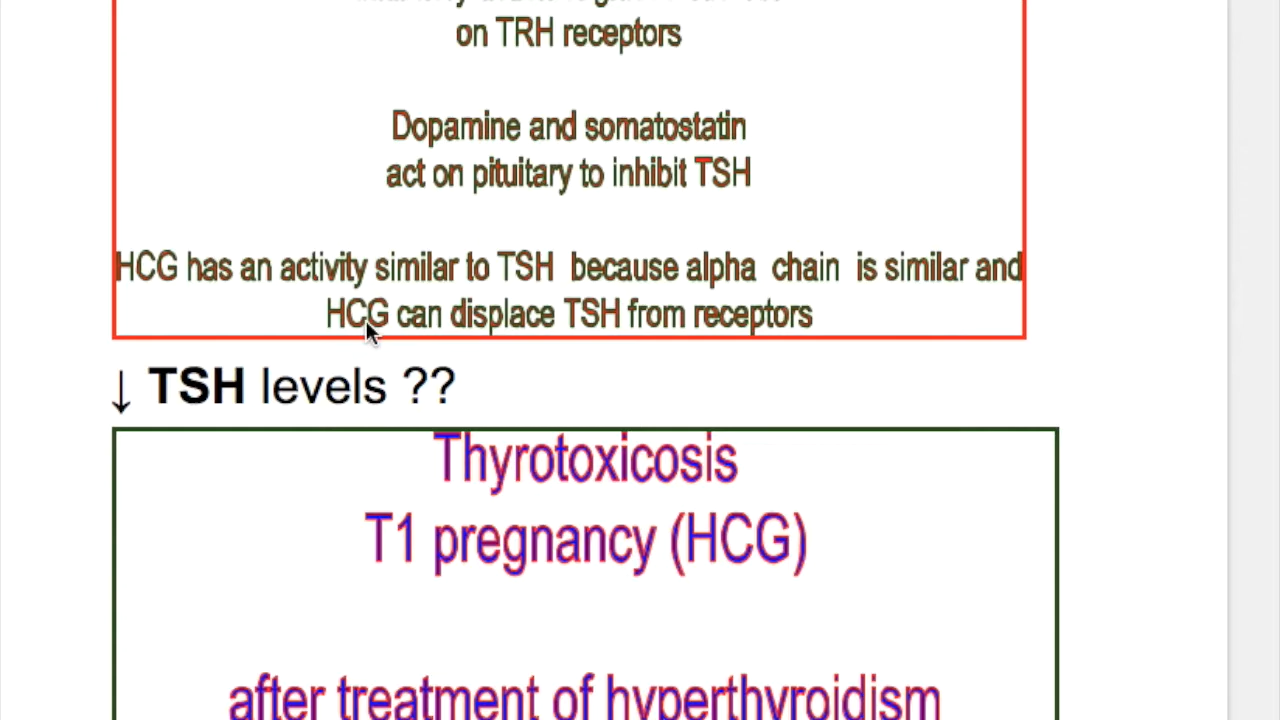 on TRH receptors
Dopamine and somatostatin
act on pituitary to inhibit TSH
HCG has an activity similar to TSH because alpha chain is similar and
HCG can displace TSH from receptors
↓ TSH levels ??
Thyrotoxicosis
T1 pregnancy (HCG)
after treatment of hyperthyroidism